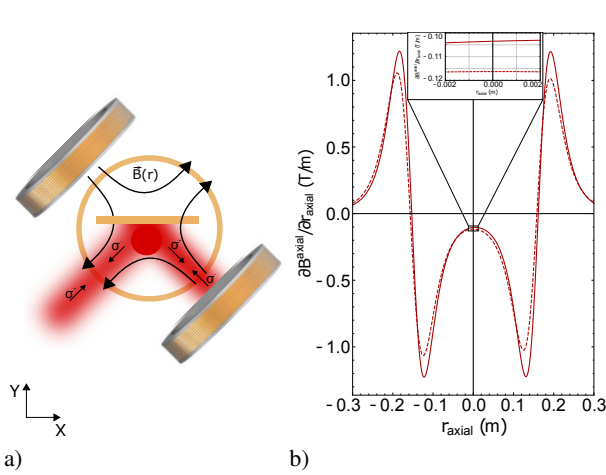 B⃗(r)
σ⁻
σ⁺
σ⁺
σ⁻
Y
X
a)
∂B^axial/∂r_axial (T/m)
-0.10
-0.11
-0.12
-0.002
0.000
0.002
r_axial (m)
∂B^axial/∂r_axial (T/m)
1.0
0.5
0.0
-0.5
-1.0
-0.3
-0.2
-0.1
0.0
0.1
0.2
0.3
r_axial (m)
b)